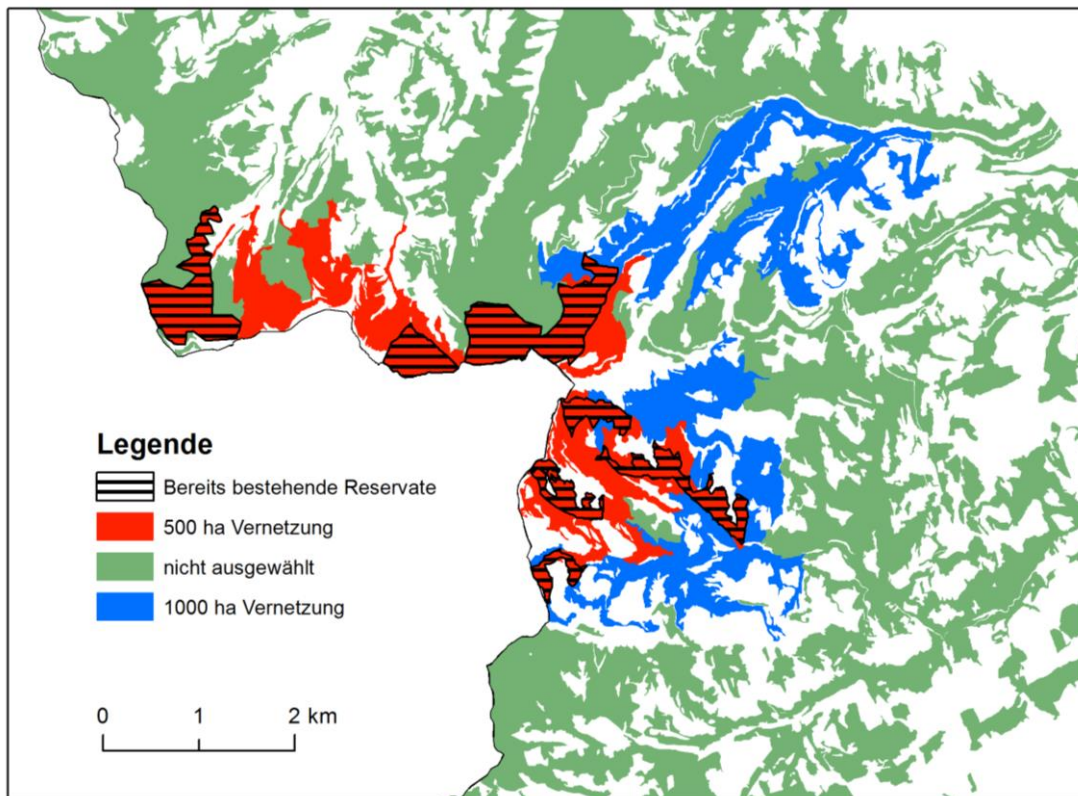 Legende
Bereits bestehende Reservate
500 ha Vernetzung
nicht ausgewählt
1000 ha Vernetzung
0 1 2 km